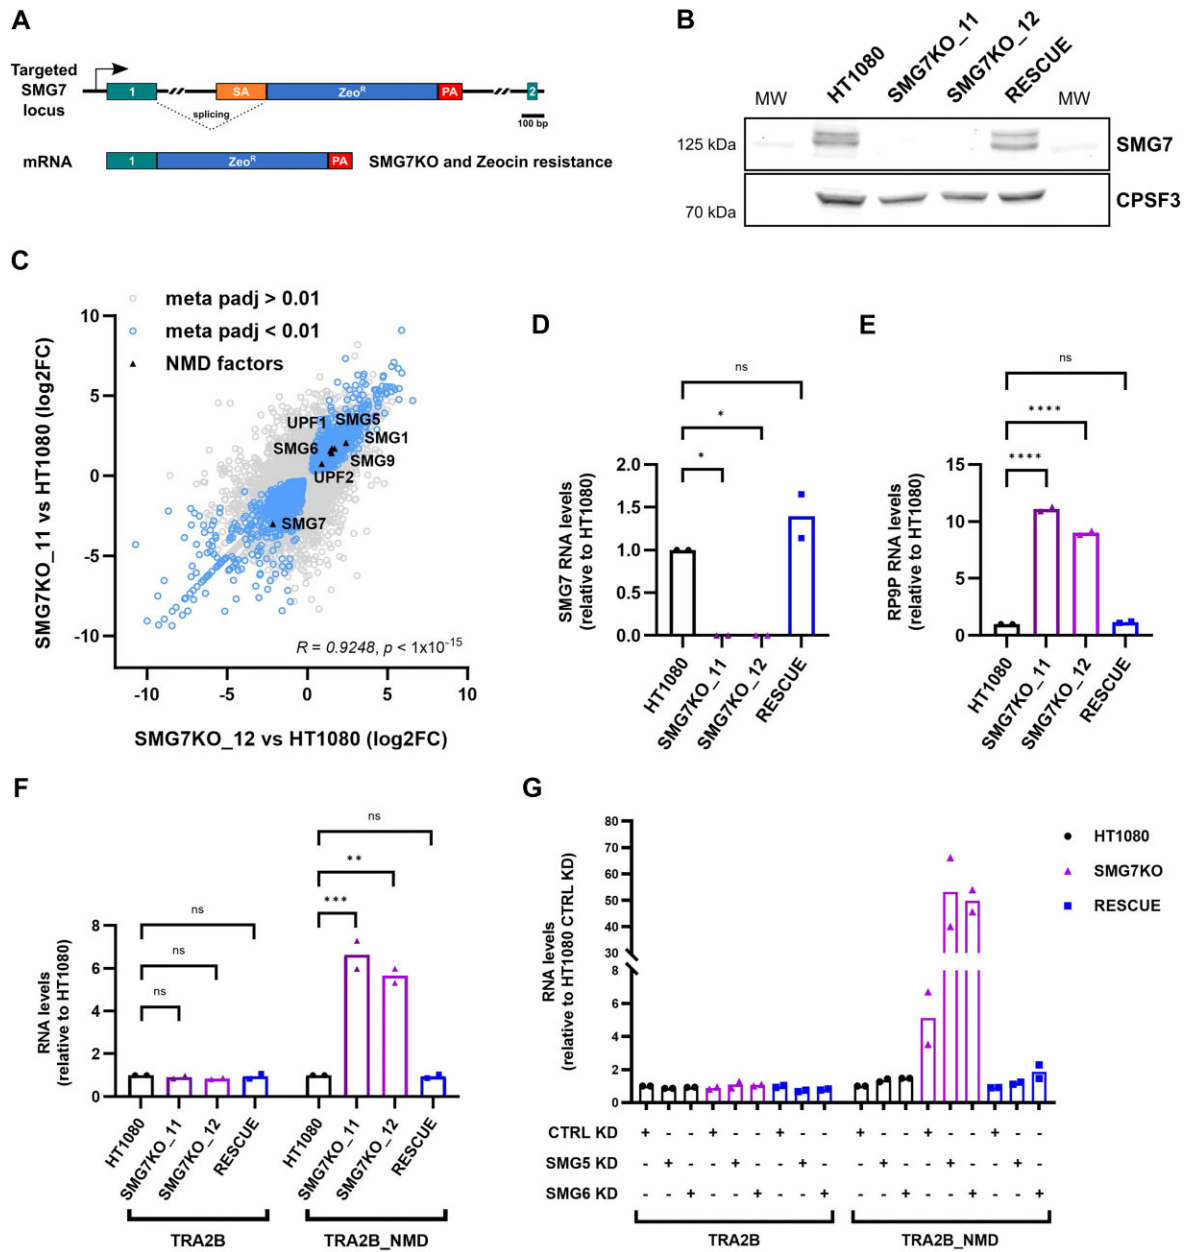 A
Targeted
SMG7
locus
1
SA
Zeo^R
PA
2
splicing
100 bp
mRNA
1
Zeo^R
PA
SMG7KO and Zeocin resistance
B
MW
HT1080
SMG7KO_11
SMG7KO_12
RESCUE
MW
125 kDa
SMG7
70 kDa
CPSF3
C
meta padj > 0.01
meta padj < 0.01
NMD factors
SMG7KO_11 vs HT1080 (log2FC)
10
5
0
-5
-10
UPF1
SMG5
SMG6
SMG1
SMG9
UPF2
SMG7
R = 0.9248, p < 1x10^-15
-10
-5
0
5
10
SMG7KO_12 vs HT1080 (log2FC)
D
ns
*
*
SMG7 RNA levels
(relative to HT1080)
2.0
1.5
1.0
0.5
0.0
HT1080
SMG7KO_11
SMG7KO_12
RESCUE
E
ns
****
****
RP9P RNA levels
(relative to HT1080)
15
10
5
0
HT1080
SMG7KO_11
SMG7KO_12
RESCUE
F
ns
ns
ns
ns
**
***
RNA levels
(relative to HT1080)
8
6
4
2
0
HT1080
SMG7KO_11
SMG7KO_12
RESCUE
HT1080
SMG7KO_11
SMG7KO_12
RESCUE
TRA2B
TRA2B_NMD
G
RNA levels
(relative to HT1080 CTRL KD)
80
70
60
50
40
30
8
6
4
2
0
HT1080
SMG7KO
RESCUE
CTRL KD + - - + - - + - - + - - + - - + - -
SMG5 KD - + - - + - - + - - + - - + - - + -
SMG6 KD - - + - - + - - + - - + - - + - - +
TRA2B
TRA2B_NMD